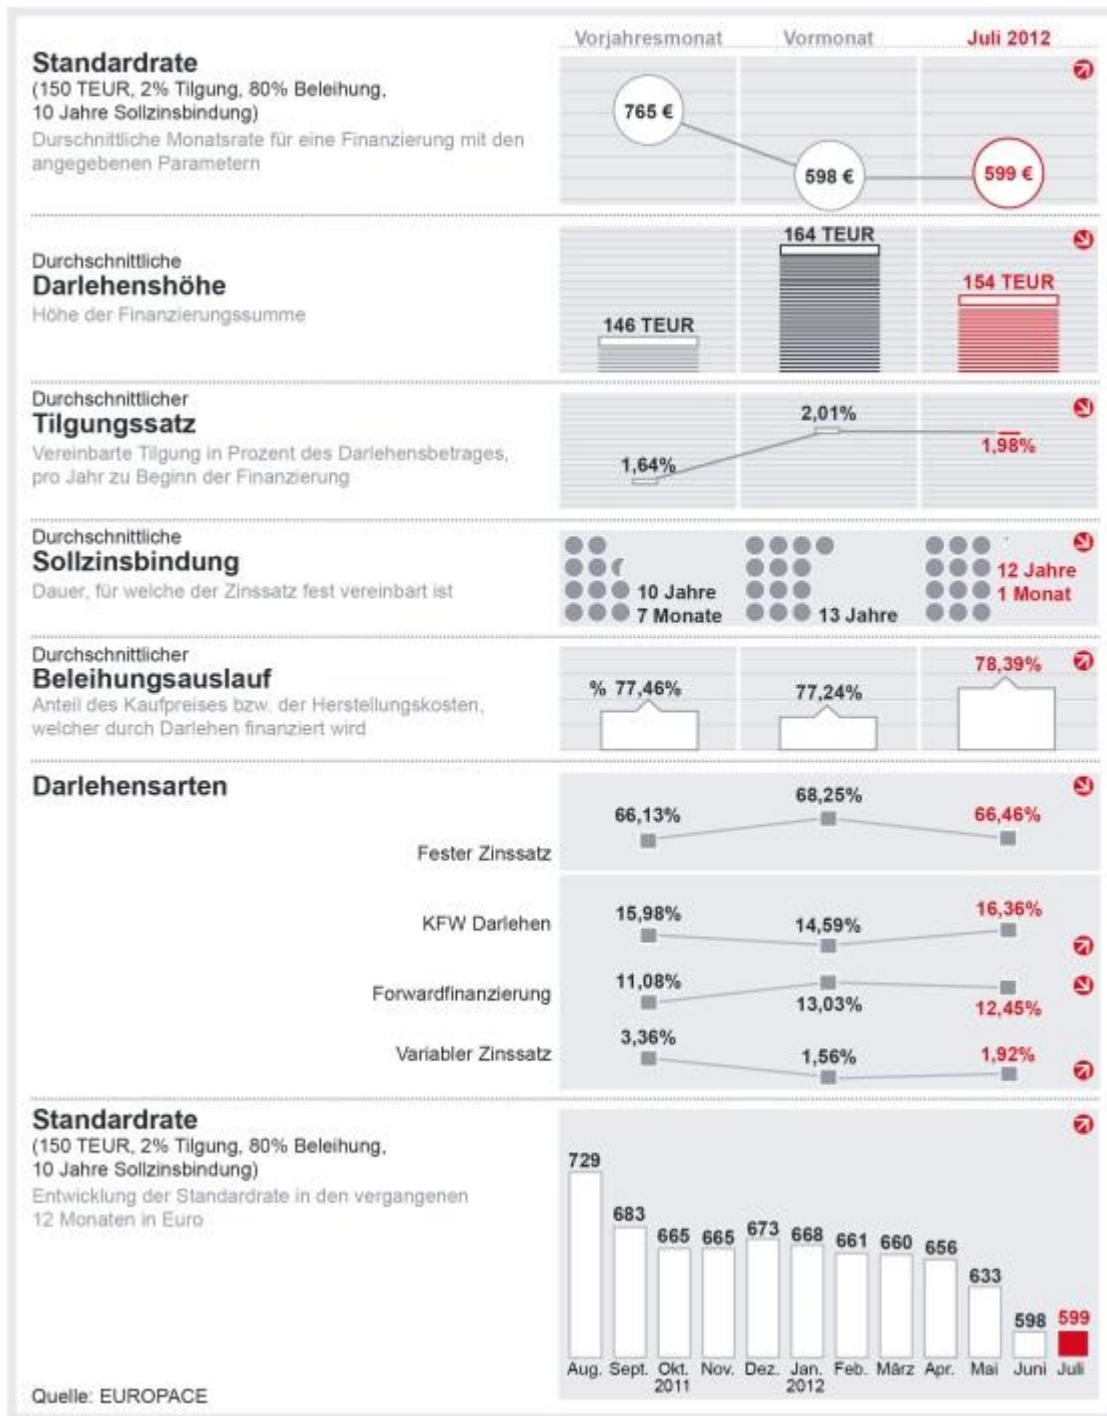 Vorjahresmonat Vormonat Juli 2012
Standardrate
(150 TEUR, 2% Tilgung, 80% Beleihung,
10 Jahre Sollzinsbindung)
Durschnittliche Monatsrate für eine Finanzierung mit den
angegebenen Parametern
765 €
598 €
599 €
Durchschnittliche
Darlehenshöhe
Höhe der Finanzierungssumme
146 TEUR
164 TEUR
154 TEUR
Durchschnittlicher
Tilgungssatz
Vereinbarte Tilgung in Prozent des Darlehensbetrages,
pro Jahr zu Beginn der Finanzierung
1,64%
2,01%
1,98%
Durchschnittliche
Sollzinsbindung
Dauer, für welche der Zinssatz fest vereinbart ist
10 Jahre
7 Monate
13 Jahre
12 Jahre
1 Monat
Durchschnittlicher
Beleihungsauslauf
Anteil des Kaufpreises bzw. der Herstellungskosten,
welcher durch Darlehen finanziert wird
% 77,46%
77,24%
78,39%
Darlehensarten
Fester Zinssatz
66,13%
68,25%
66,46%
KFW Darlehen
15,98%
14,59%
16,36%
Forwardfinanzierung
11,08%
13,03%
12,45%
Variabler Zinssatz
3,36%
1,56%
1,92%
Standardrate
(150 TEUR, 2% Tilgung, 80% Beleihung,
10 Jahre Sollzinsbindung)
Entwicklung der Standardrate in den vergangenen
12 Monaten in Euro
729 683 665 665 673 668 661 660 656 633 598 599
Aug. Sept. Okt. Nov. Dez. Jan. Feb. März Apr. Mai Juni Juli
2011 2012
Quelle: EUROPACE